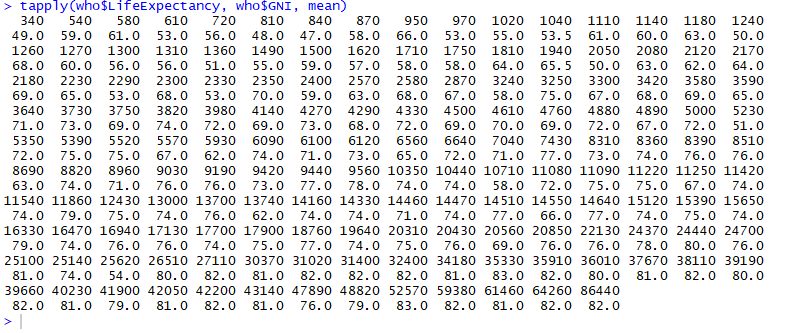 > tapply(who$LifeExpectancy, who$GNI, mean)
340 540 580 610 720 810 840 870 950 970 1020 1040 1110 1140 1180 1240
49.0 59.0 61.0 53.0 56.0 48.0 47.0 58.0 66.0 53.0 55.0 53.5 61.0 60.0 63.0 50.0
1260 1270 1300 1310 1360 1490 1500 1620 1710 1750 1810 1940 2050 2080 2120 2170
68.0 60.0 56.0 56.0 51.0 55.0 59.0 57.0 58.0 58.0 64.0 65.5 50.0 63.0 62.0 64.0
2180 2230 2290 2300 2330 2350 2400 2570 2580 2870 3240 3250 3300 3420 3580 3590
69.0 65.0 53.0 68.0 53.0 70.0 59.0 63.0 68.0 67.0 58.0 75.0 67.0 68.0 69.0 65.0
3640 3730 3750 3820 3980 4140 4270 4290 4330 4500 4610 4760 4880 4890 5000 5230
71.0 73.0 69.0 74.0 72.0 69.0 73.0 68.0 72.0 69.0 70.0 69.0 72.0 67.0 72.0 51.0
5350 5390 5520 5570 5930 6090 6100 6120 6560 6640 7040 7430 8310 8360 8390 8510
72.0 75.0 75.0 67.0 62.0 74.0 71.0 73.0 65.0 72.0 71.0 77.0 73.0 74.0 76.0 76.0
8690 8820 8960 9030 9190 9420 9440 9560 10350 10440 10710 11080 11090 11220 11250 11420
63.0 74.0 71.0 76.0 76.0 73.0 77.0 78.0 74.0 74.0 58.0 72.0 75.0 75.0 67.0 74.0
11540 11860 12430 13000 13700 13740 14160 14330 14460 14470 14510 14550 14640 15120 15390 15650
74.0 79.0 75.0 74.0 76.0 62.0 74.0 74.0 71.0 74.0 77.0 66.0 77.0 74.0 75.0 74.0
16330 16470 16940 17130 17700 17900 18760 19640 20310 20430 20560 20850 22130 24370 24440 24700
79.0 74.0 76.0 76.0 74.0 75.0 77.0 74.0 75.0 76.0 69.0 76.0 76.0 78.0 80.0 76.0
25100 25140 25620 26510 27110 30370 31020 31400 32400 34180 35330 35910 36010 37670 38110 39190
81.0 74.0 54.0 80.0 82.0 81.0 82.0 82.0 82.0 81.0 83.0 82.0 80.0 81.0 82.0 80.0
39660 40230 41900 42050 42200 43140 47890 48820 52570 59380 61460 64260 86440
82.0 81.0 79.0 81.0 82.0 81.0 76.0 79.0 83.0 82.0 81.0 82.0 82.0
>